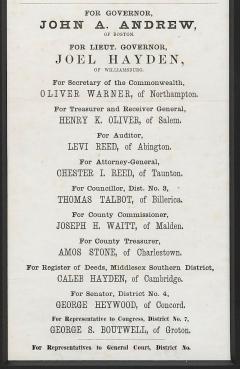 FOR GOVERNOR,
JOHN A. ANDREW,
OF BOSTON.
FOR LIEUT. GOVERNOR,
JOEL HAYDEN,
OF WILLIAMSBURG.
For Secretary of the Commonwealth,
OLIVER WARNER, of Northampton.
For Treasurer and Receiver General,
HENRY K. OLIVER, of Salem.
For Auditor,
LEVI REED, of Abington.
For Attorney-General,
CHESTER I. REED, of Taunton.
For Councillor, Dist. No. 3,
THOMAS TALBOT, of Billerica.
For County Commissioner,
JOSEPH H. WAITT, of Malden.
For County Treasurer,
AMOS STONE, of Charlestown.
For Register of Deeds, Middlesex Southern District,
CALEB HAYDEN, of Cambridge.
For Senator, District No. 4,
GEORGE HEYWOOD, of Concord.
For Representative to Congress, District No. 7,
GEORGE S. BOUTWELL, of Groton.
For Representatives to General Court, District No.